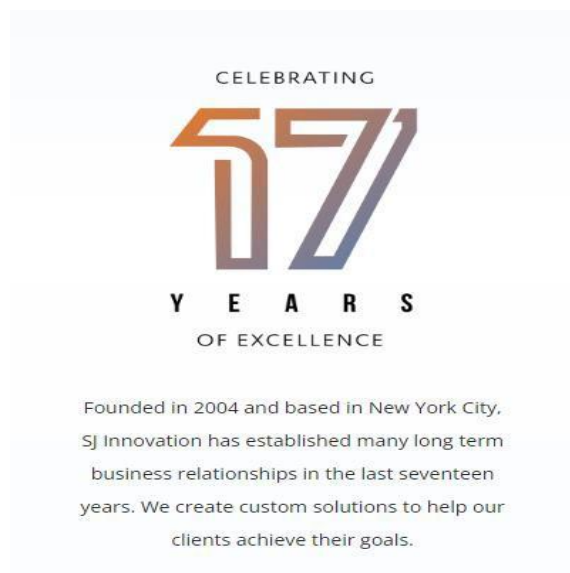 CELEBRATING
17
YEARS
OF EXCELLENCE
Founded in 2004 and based in New York City,
SJ Innovation has established many long term
business relationships in the last seventeen
years. We create custom solutions to help our
clients achieve their goals.